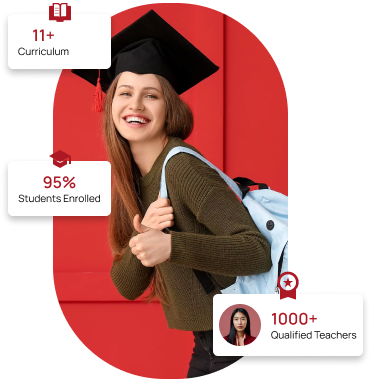 11+
Curriculum
95%
Students Enrolled
1000+
Qualified Teachers